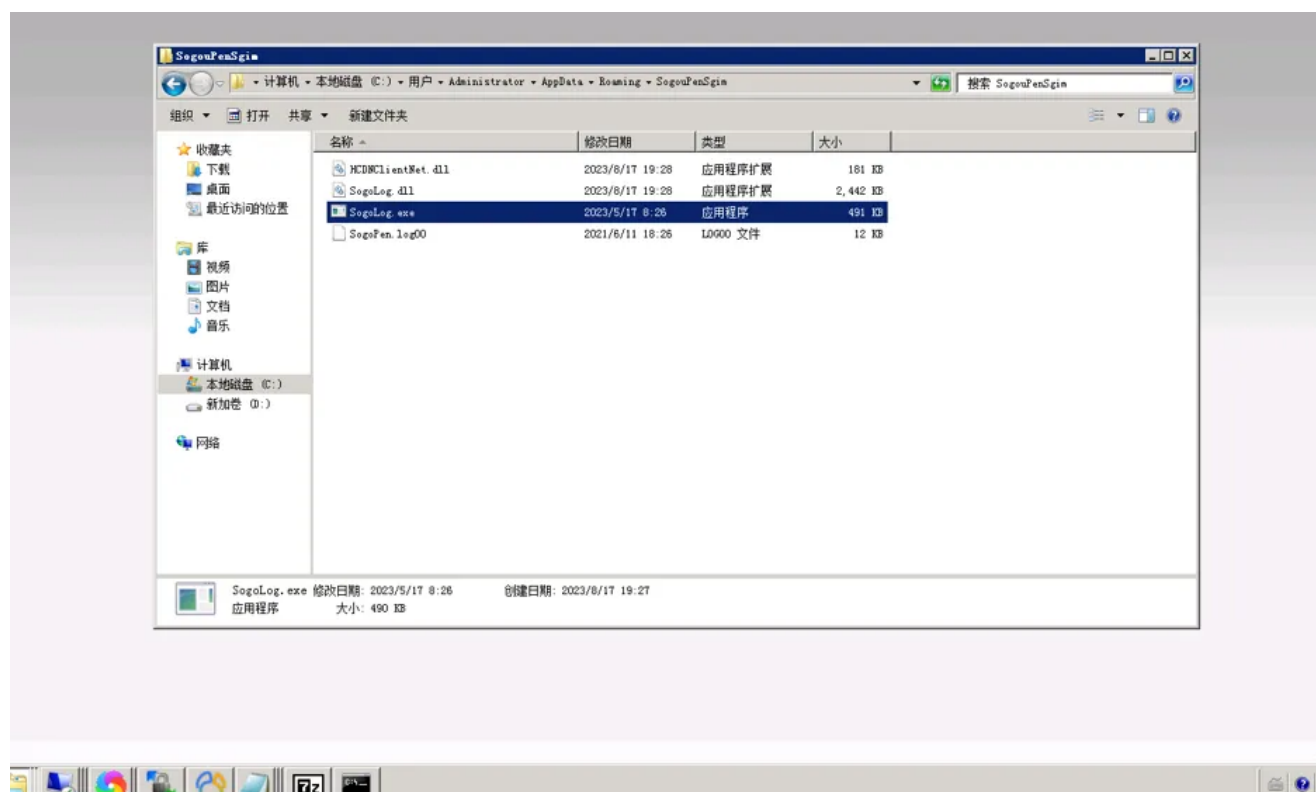 SogouPenSgim
计算机 本地磁盘 (C:) 用户 Administrator AppData Roaming SogouPenSgim
搜索 SogouPenSgim
组织 打开 共享 新建文件夹
名称 修改日期 类型 大小
HCDNClientNet.dll 2023/8/17 19:28 应用程序扩展 181 KB
SogoLog.dll 2023/8/17 19:28 应用程序扩展 2,442 KB
SogoLog.exe 2023/5/17 8:26 应用程序 491 KB
SogoPen.log00 2021/6/11 18:26 LOG00 文件 12 KB
收藏夹
下载
桌面
最近访问的位置
库
视频
图片
文档
音乐
计算机
本地磁盘 (C:)
新加卷 (D:)
网络
SogoLog.exe 修改日期: 2023/5/17 8:26 创建日期: 2023/8/17 19:27
应用程序 大小: 490 KB
7z